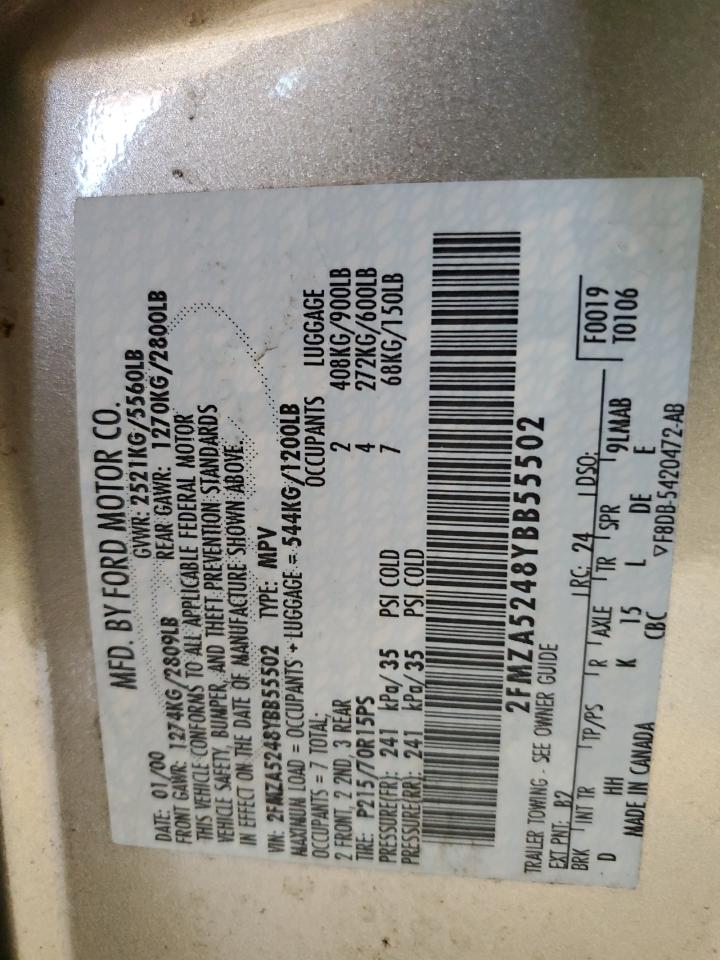 MFD. BY FORD MOTOR CO.
DATE: 01/00 GVWR: 2521KG/5560LB
FRONT GAWR: 1274KG/2809LB REAR GAWR: 1270KG/2800LB
THIS VEHICLE CONFORMS TO ALL APPLICABLE FEDERAL MOTOR
VEHICLE SAFETY, BUMPER, AND THEFT PREVENTION STANDARDS
IN EFFECT ON THE DATE OF MANUFACTURE SHOWN ABOVE.
VIN: 2FMZA5248YBB55502 TYPE: MPV
MAXIMUM LOAD = OCCUPANTS + LUGGAGE = 544KG/1200LB
OCCUPANTS = 7 TOTAL; OCCUPANTS LUGGAGE
2 FRONT, 2 2ND, 3 REAR 2 408KG/900LB
TIRE: P215/70R15PS 4 272KG/600LB
PRESSURE(FR): 241 kPa/ 35 PSI COLD 7 68KG/150LB
PRESSURE(RR): 241 kPa/ 35 PSI COLD
2FMZA5248YBB55502
TRAILER TOWING - SEE OWNER GUIDE
EXT PNT: B2 RC: 24 DSO: F0019
BRK INT TR TP/PS R AXLE TR SPR 9LMAB T0106
D HH K 15 L DE E
MADE IN CANADA CBC ▽F8DB-5420472-AB